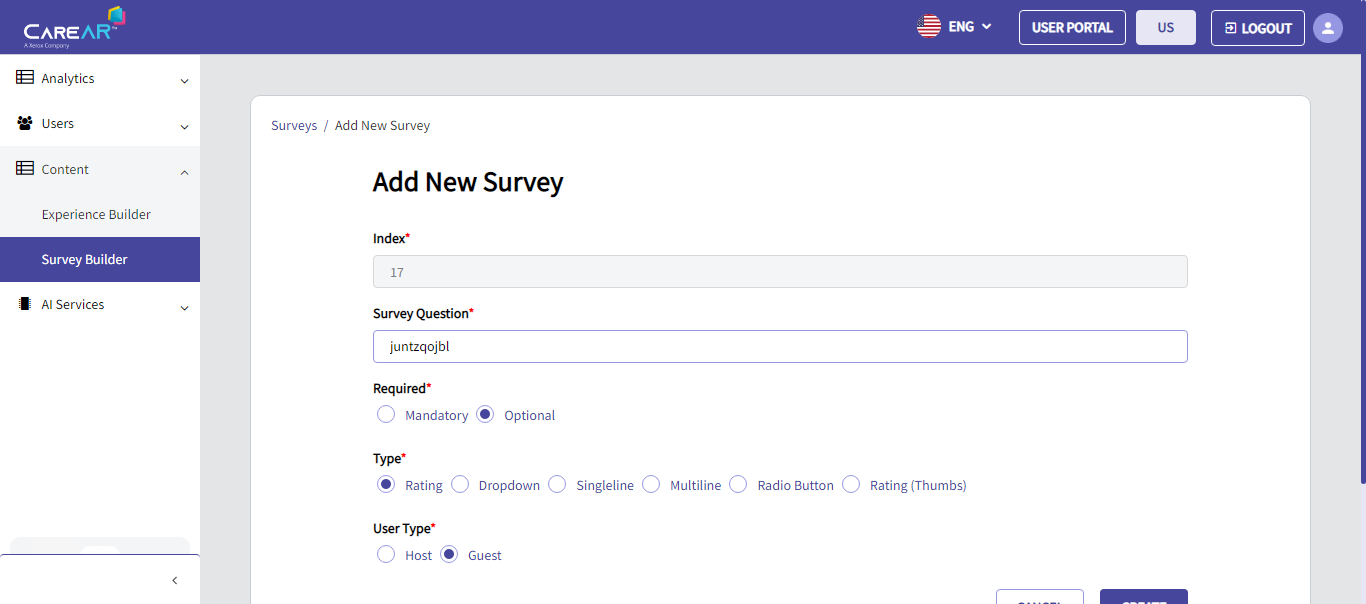 CAREAR™
A Xerox Company
ENG
USER PORTAL
US
LOGOUT
Analytics
Users
Content
Experience Builder
Survey Builder
AI Services
Surveys / Add New Survey
Add New Survey
Index*
17
Survey Question*
juntzqojbl
Required*
Mandatory Optional
Type*
Rating Dropdown Singleline Multiline Radio Button Rating (Thumbs)
User Type*
Host Guest
CANCEL CREATE